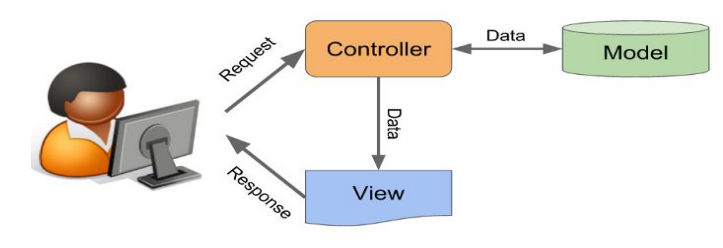 Request
Controller
Data
Model
Data
View
Response